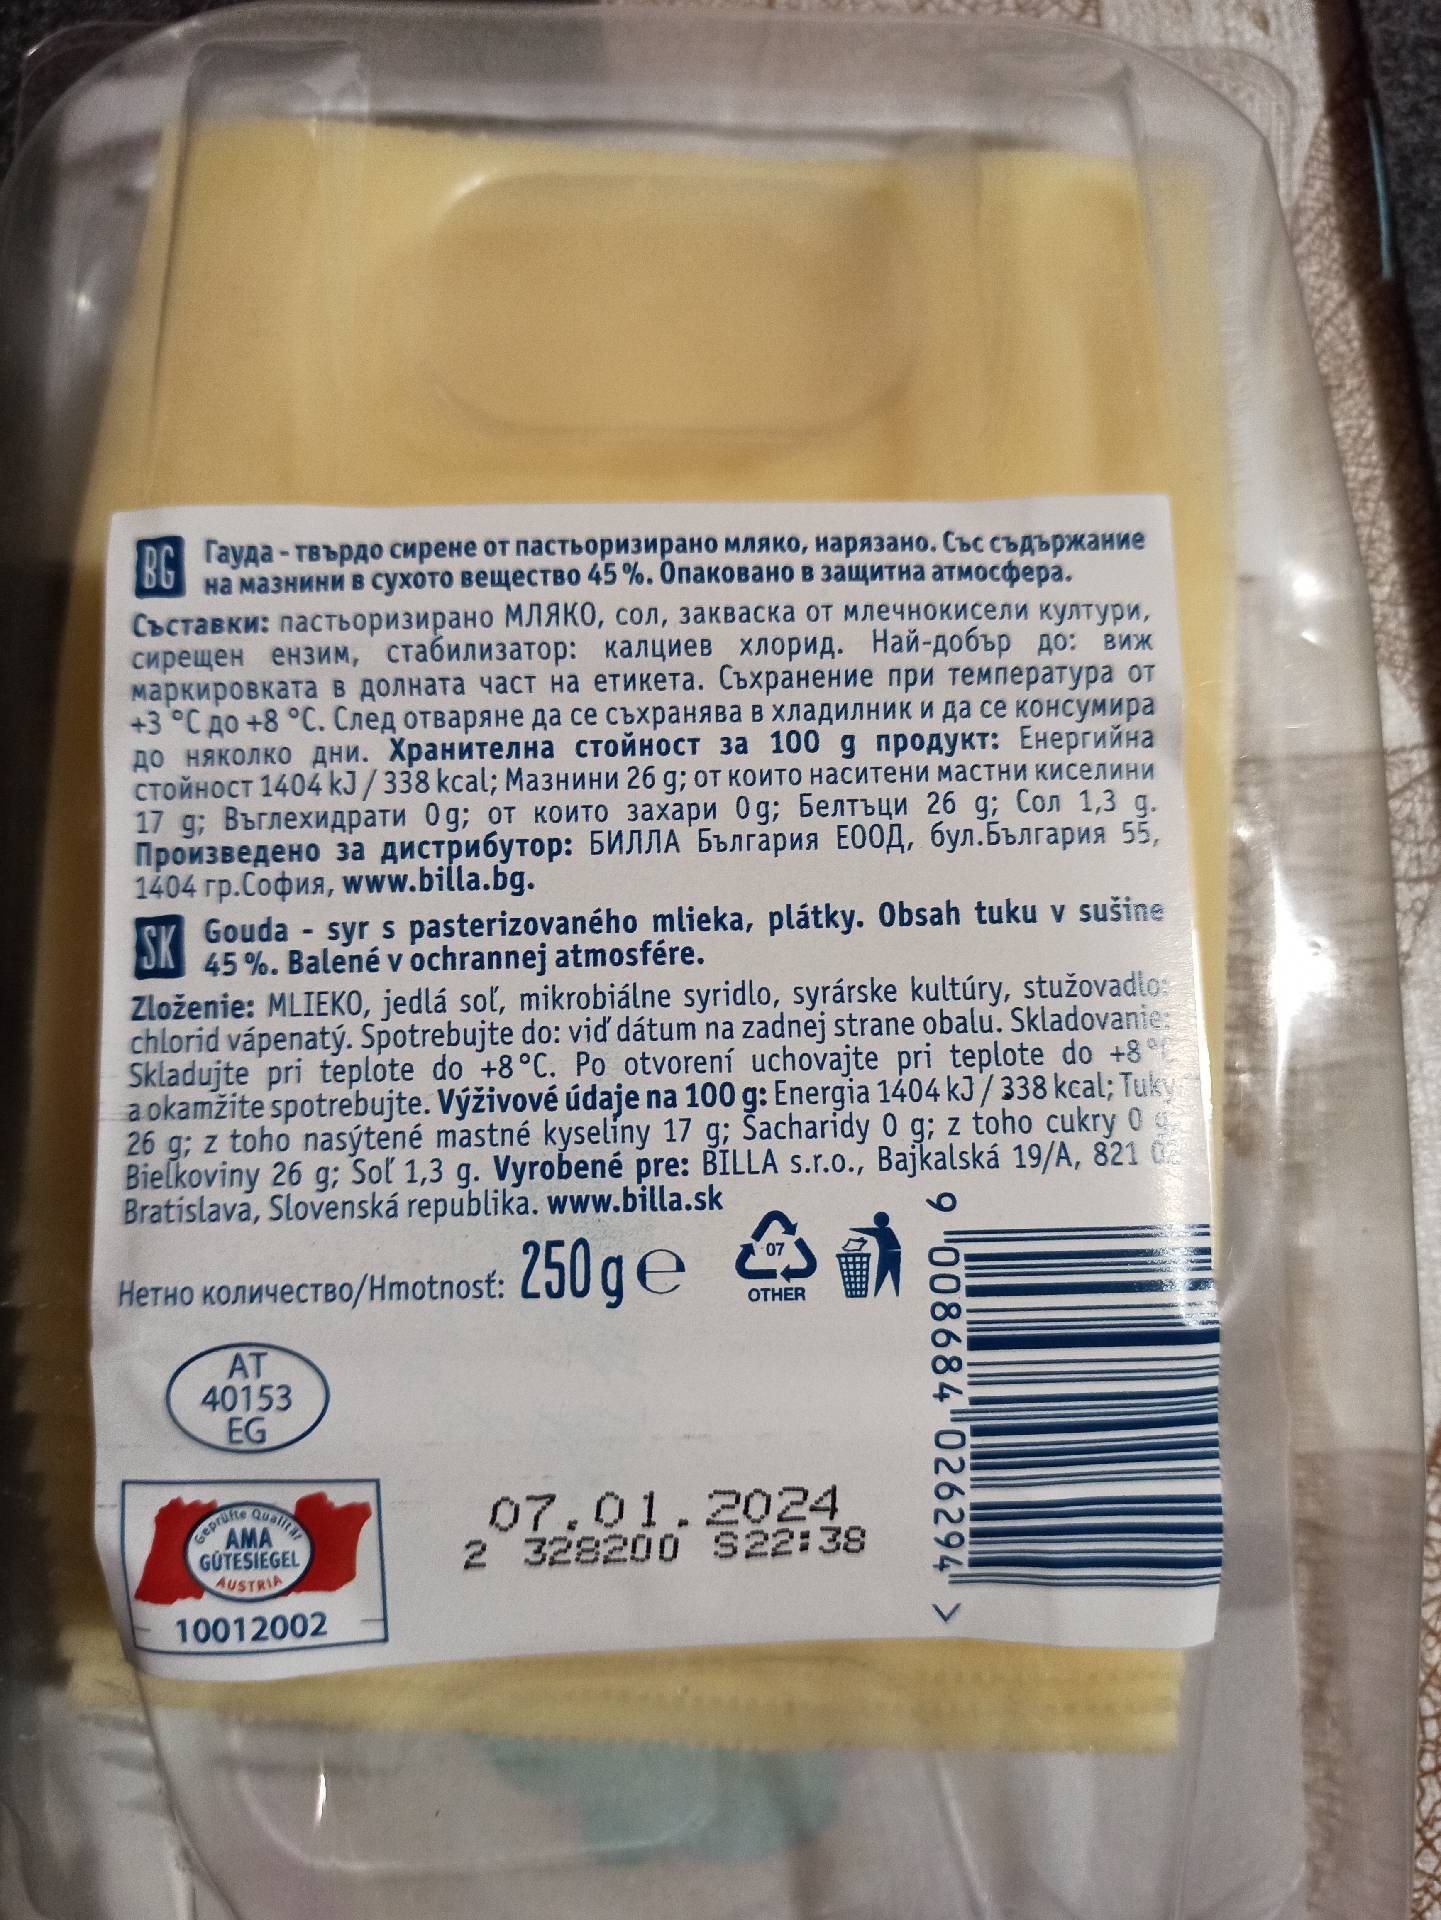 BG Гауда - твърдо сирене от пастьоризирано мляко, нарязано. Със съдържание
на мазнини в сухото вещество 45 %. Опаковано в защитна атмосфера.
Съставки: пастьоризирано МЛЯКО, сол, закваска от млечнокисели култури,
сирещен ензим, стабилизатор: калциев хлорид. Най-добър до: виж
маркировката в долната част на етикета. Съхранение при температура от
+3 °C до +8 °C. След отваряне да се съхранява в хладилник и да се консумира
до няколко дни. Хранителна стойност за 100 g продукт: Енергийна
стойност 1404 kJ / 338 kcal; Мазнини 26 g; от които наситени мастни киселини
17 g; Въглехидрати 0g; от които захари 0g; Белтъци 26 g; Сол 1,3 g.
Произведено за дистрибутор: БИЛЛА България ЕООД, бул.България 55,
1404 гр.София, www.billa.bg.
SK Gouda - syr s pasterizovaného mlieka, plátky. Obsah tuku v sušine
45 %. Balené v ochrannej atmosfére.
Zloženie: MLIEKO, jedlá soľ, mikrobiálne syridlo, syrárske kultúry, stužovadlo:
chlorid vápenatý. Spotrebujte do: viď dátum na zadnej strane obalu. Skladovanie:
Skladujte pri teplote do +8°C. Po otvorení uchovajte pri teplote do +8°C
a okamžite spotrebujte. Výživové údaje na 100 g: Energia 1404 kJ / 338 kcal; Tuky
26 g; z toho nasýtené mastné kyseliny 17 g; Sacharidy 0 g; z toho cukry 0 g
Bielkoviny 26 g; Soľ 1,3 g. Vyrobené pre: BILLA s.r.o., Bajkalská 19/A, 821
Bratislava, Slovenská republika. www.billa.sk
Нетно количество/Hmotnosť: 250 g e
07
OTHER
9 008684 026294 >
AT
40153
EG
Geprüfte Qualität
AMA
GÜTESIEGEL
AUSTRIA
10012002
07.01.2024
2 328200 S22:38